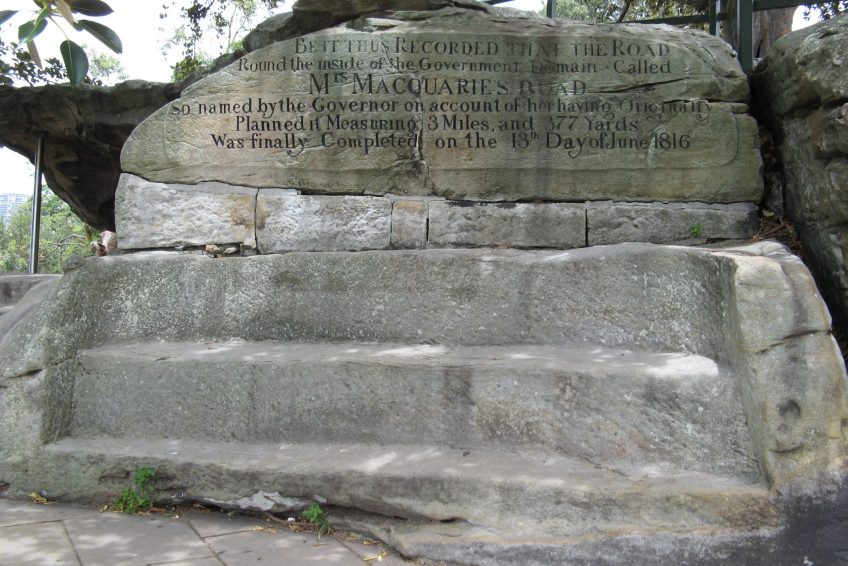 BE IT THUS RECORDED THAT THE ROAD
Round the inside of the Government Domain Called
Mrs MACQUARIE'S ROAD
So named by the Governor on account of her having Originally
Planned it Measuring 3 Miles, and 377 Yards
Was finally Completed on the 13th Day of June 1816